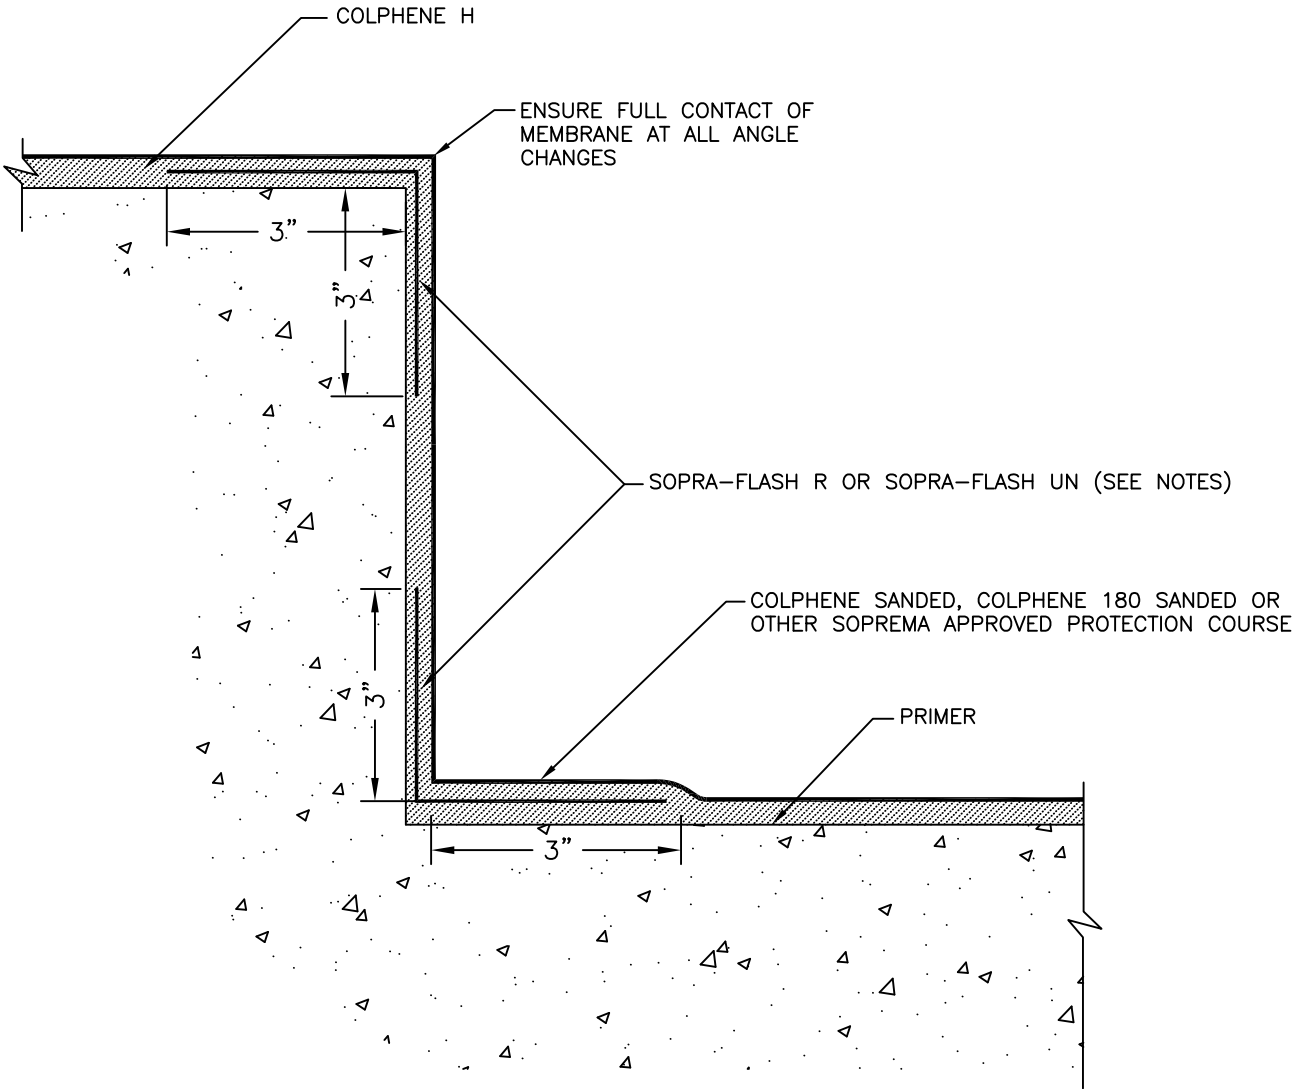 COLPHENE H
ENSURE FULL CONTACT OF
MEMBRANE AT ALL ANGLE
CHANGES
3"
3"
SOPRA-FLASH R OR SOPRA-FLASH UN (SEE NOTES)
COLPHENE SANDED, COLPHENE 180 SANDED OR
OTHER SOPREMA APPROVED PROTECTION COURSE
3"
PRIMER
3"